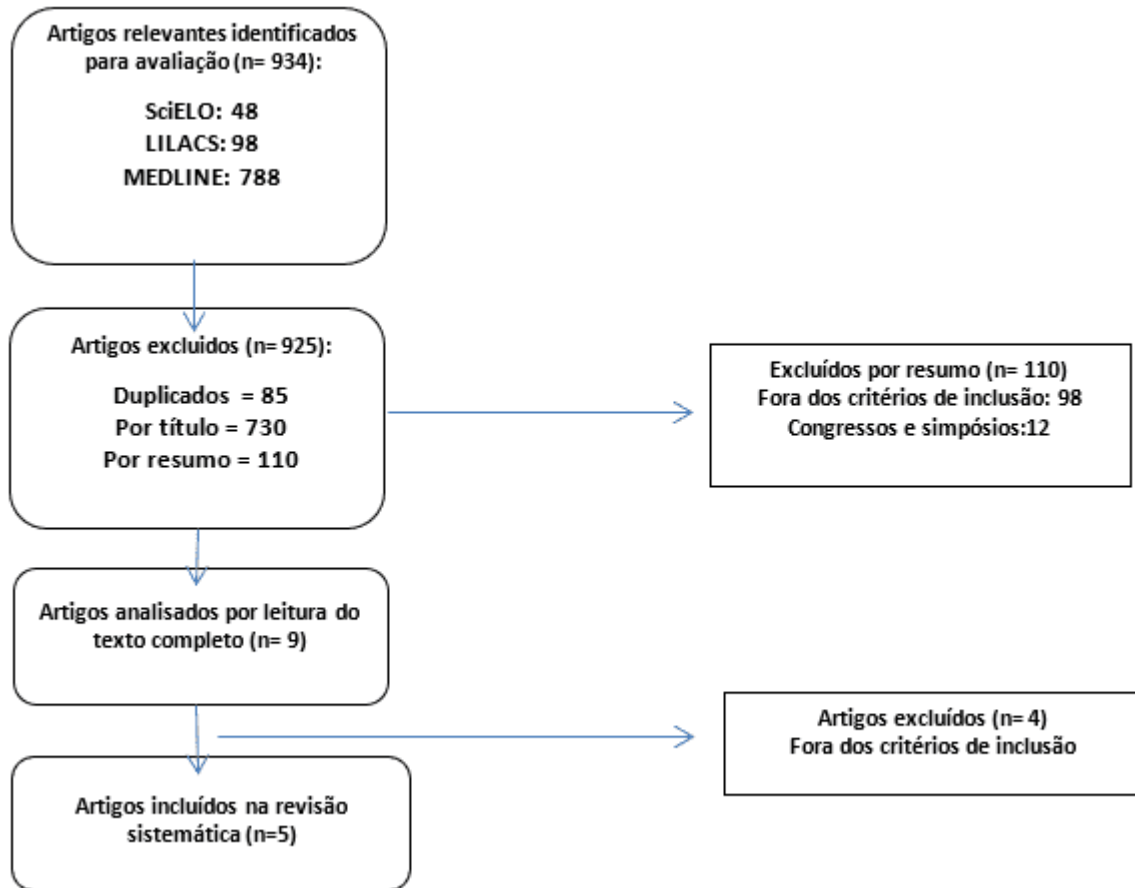 Artigos relevantes identificados
para avaliação (n= 934):
SciELO: 48
LILACS: 98
MEDLINE: 788
Artigos excluidos (n= 925):
Duplicados = 85
Por título = 730
Por resumo = 110
Excluídos por resumo (n= 110)
Fora dos critérios de inclusão: 98
Congressos e simpósios:12
Artigos analisados por leitura do
texto completo (n= 9)
Artigos excluídos (n= 4)
Fora dos critérios de inclusão
Artigos incluídos na revisão
sistemática (n=5)